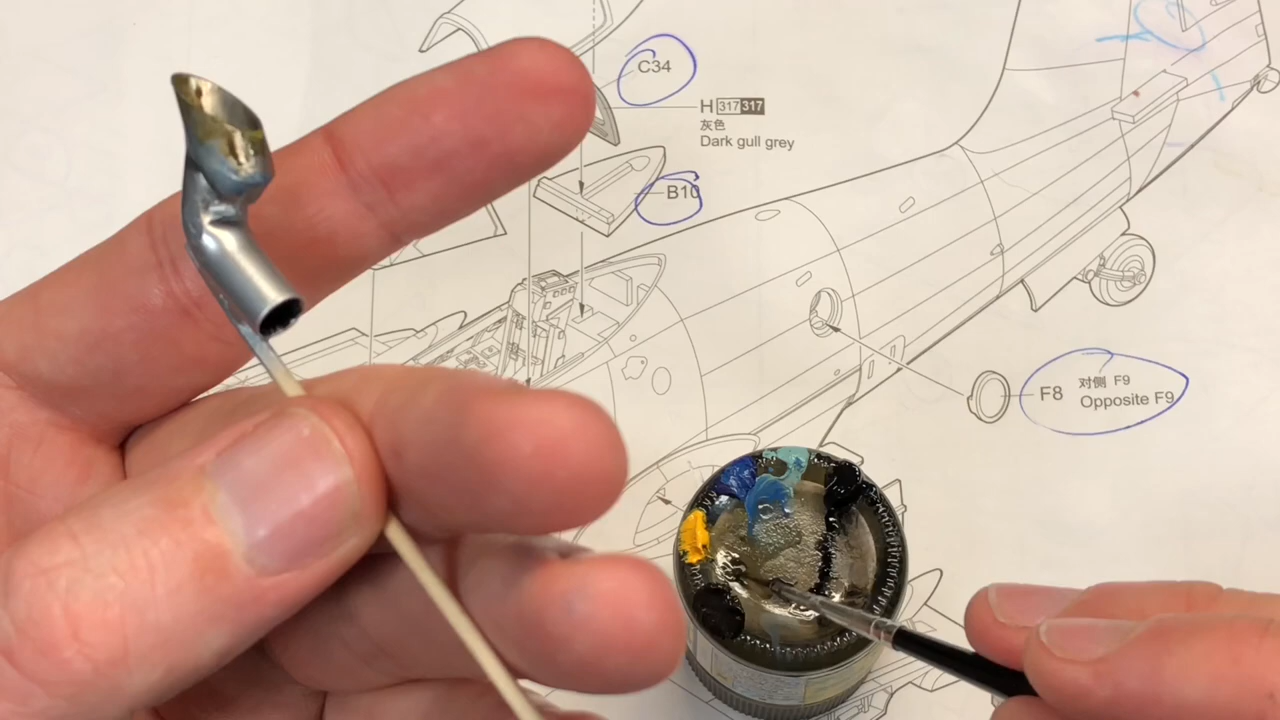 C34
H 317 317
灰色
Dark gull grey
B10
F8 对侧 F9
Opposite F9